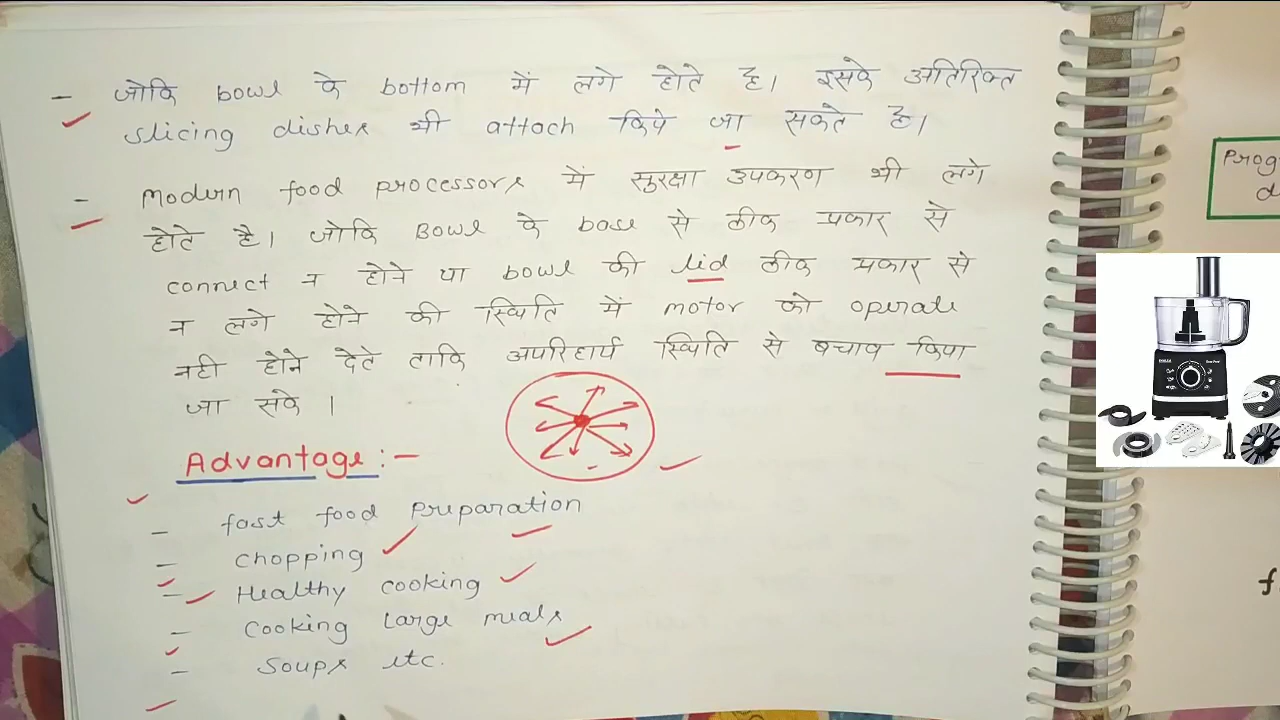 - जोकि bowl के bottom में लगे होते है। इसके अतिरिक्त
slicing dishes भी attach किये जा सकते है।
- Modern food processors में सुरक्षा उपकरण भी लगे
होते है। जोकि Bowl के base से ठीक प्रकार से
connect न होने या bowl की lid ठीक प्रकार से
न लगे होने की स्थिति में motor को operate
नही होने देते ताकि अपरिहार्य स्थिति से बचाव किया
जा सके।
Advantage :-
- fast food preparation
- chopping
- Healthy cooking
- Cooking Large meals
- Soups etc.
Prog
d
f